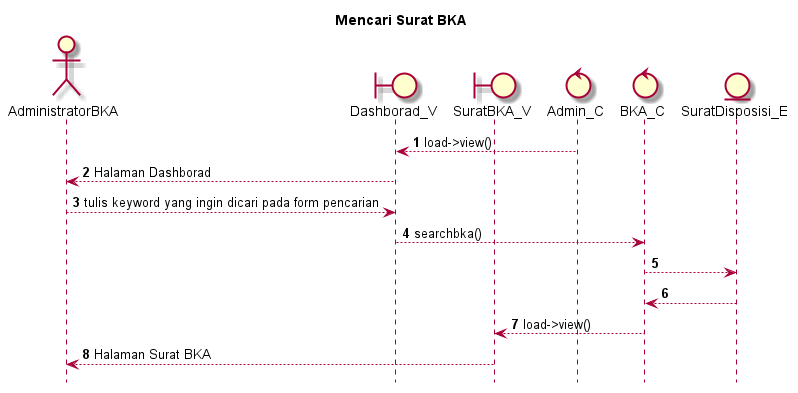 Mencari Surat BKA
AdministratorBKA
Dashborad_V
SuratBKA_V
Admin_C
BKA_C
SuratDisposisi_E
1 load->view()
2 Halaman Dashborad
3 tulis keyword yang ingin dicari pada form pencarian
4 searchbka()
5
6
7 load->view()
8 Halaman Surat BKA